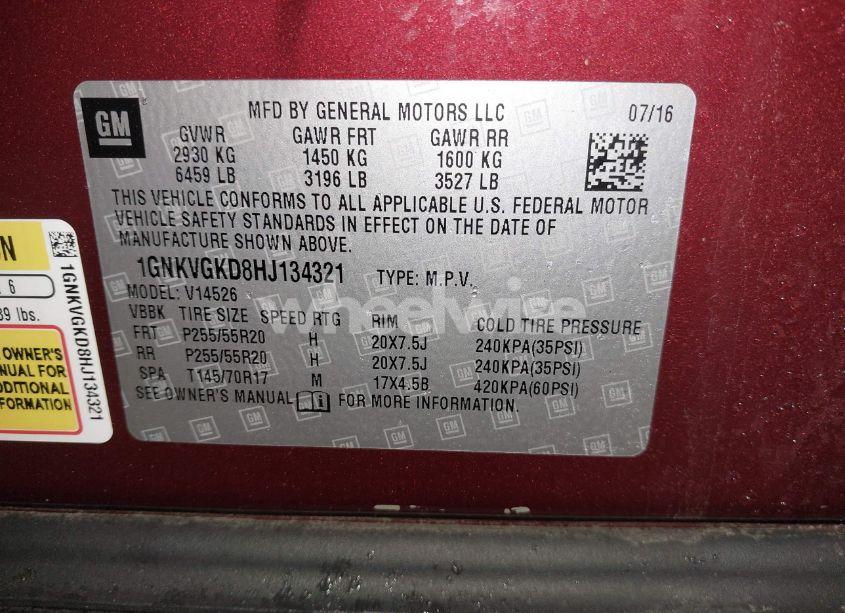 GM
MFD BY GENERAL MOTORS LLC 07/16
GVWR GAWR FRT GAWR RR
2930 KG 1450 KG 1600 KG
6459 LB 3196 LB 3527 LB
THIS VEHICLE CONFORMS TO ALL APPLICABLE U.S. FEDERAL MOTOR
VEHICLE SAFETY STANDARDS IN EFFECT ON THE DATE OF
MANUFACTURE SHOWN ABOVE.
1GNKVGKD8HJ134321 TYPE: M.P.V.
MODEL: V14526
VBBK TIRE SIZE SPEED RTG RIM COLD TIRE PRESSURE
FRT P255/55R20 H 20X7.5J 240KPA(35PSI)
RR P255/55R20 H 20X7.5J 240KPA(35PSI)
SPA T145/70R17 M 17X4.5B 420KPA(60PSI)
SEE OWNER'S MANUAL i FOR MORE INFORMATION.
wheelwise
1GNKVGKD8HJ134321
6
lbs.
OWNER'S
MANUAL FOR